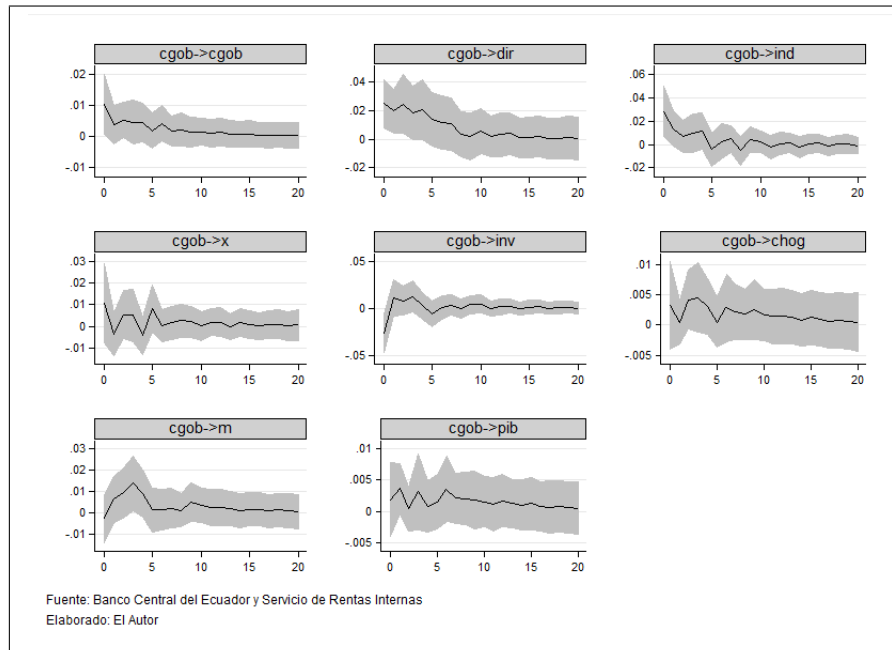 cgob->cgob cgob->dir cgob->ind
.02 .04 .06
.01 .02 .04
0 0 .02
-.01 -.02 0
-.02
0 5 10 15 20 0 5 10 15 20 0 5 10 15 20
cgob->x cgob->inv cgob->chog
.03 .05 .010
.02 0 .005
.01 -.05 0
0 -.005
-.01
0 5 10 15 20 0 5 10 15 20 0 5 10 15 20
cgob->m cgob->pib
.03 .01
.02 .005
.01 0
0 -.005
-.01
0 5 10 15 20 0 5 10 15 20
Fuente: Banco Central del Ecuador y Servicio de Rentas Internas
Elaborado: El Autor